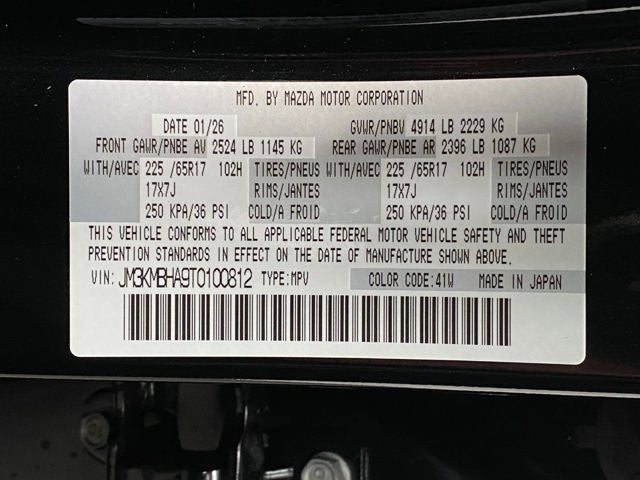 MFD. BY MAZDA MOTOR CORPORATION
DATE 01/26 GVWR/PNBV 4914 LB 2229 KG
FRONT GAWR/PNBE AV 2524 LB 1145 KG REAR GAWR/PNBE AR 2396 LB 1087 KG
WITH/AVEC 225 /65R17 102H TIRES/PNEUS WITH/AVEC 225 /65R17 102H TIRES/PNEUS
17X7J RIMS/JANTES 17X7J RIMS/JANTES
250 KPA/36 PSI COLD/A FROID 250 KPA/36 PSI COLD/A FROID
THIS VEHICLE CONFORMS TO ALL APPLICABLE FEDERAL MOTOR VEHICLE SAFETY AND THEFT
PREVENTION STANDARDS IN EFFECT ON THE DATE OF MANUFACTURE SHOWN ABOVE.
VIN: JM3KMBHA9T0100812 TYPE:MPV COLOR CODE:41W MADE IN JAPAN